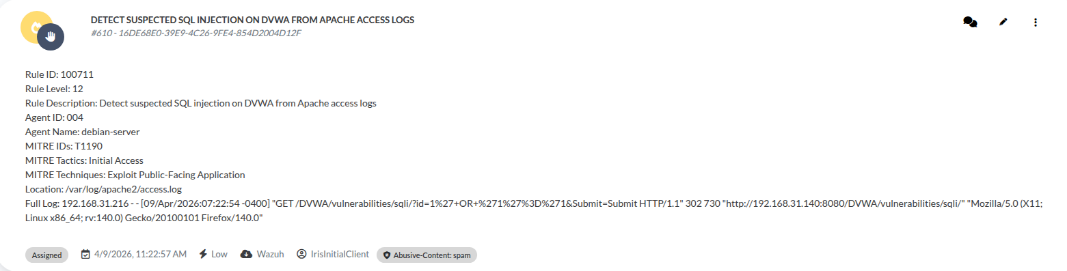 DETECT SUSPECTED SQL INJECTION ON DVWA FROM APACHE ACCESS LOGS
#610 - 16DE68E0-39E9-4C26-9FE4-854D2004D12F
Rule ID: 100711
Rule Level: 12
Rule Description: Detect suspected SQL injection on DVWA from Apache access logs
Agent ID: 004
Agent Name: debian-server
MITRE IDs: T1190
MITRE Tactics: Initial Access
MITRE Techniques: Exploit Public-Facing Application
Location: /var/log/apache2/access.log
Full Log: 192.168.31.216 - - [09/Apr/2026:07:22:54 -0400] "GET /DVWA/vulnerabilities/sqli/?id=1%27+OR+%271%27%3D%271&Submit=Submit HTTP/1.1" 302 730 "http://192.168.31.140:8080/DVWA/vulnerabilities/sqli/" "Mozilla/5.0 (X11;
Linux x86_64; rv:140.0) Gecko/20100101 Firefox/140.0"
Assigned 4/9/2026, 11:22:57 AM Low Wazuh IrisInitialClient Abusive-Content: spam